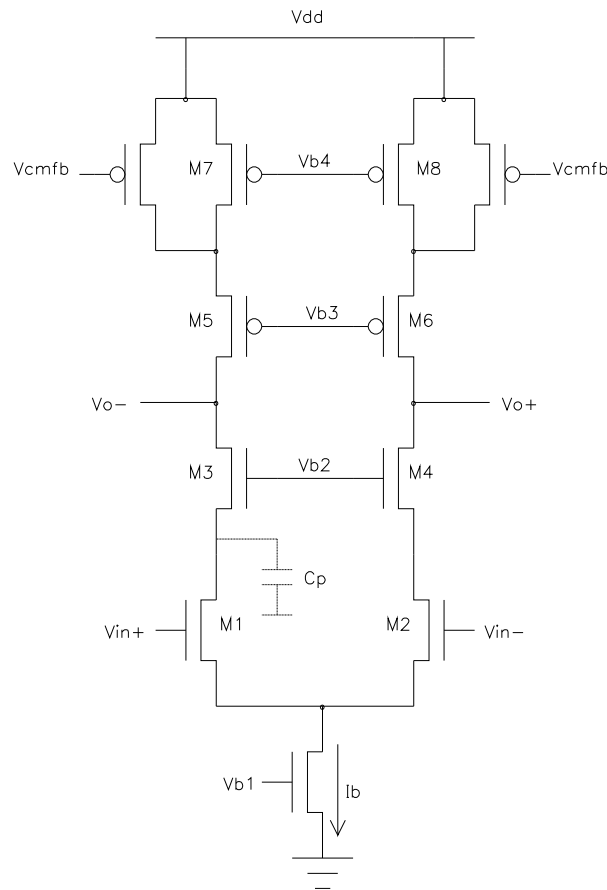 Vdd
Vcmfb M7 Vb4 M8 Vcmfb
M5 Vb3 M6
Vo- Vo+
M3 Vb2 M4
Cp
Vin+ M1 M2 Vin-
Vb1 Ib